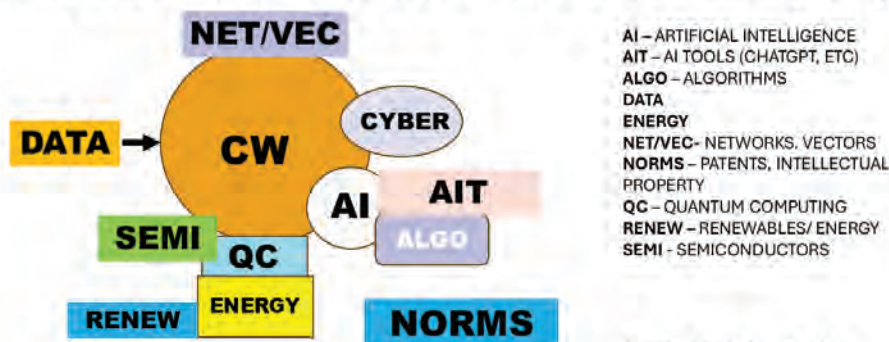 NET/VEC
CYBER
DATA
CW
AI
AIT
ALGO
SEMI
QC
ENERGY
RENEW
NORMS
AI – ARTIFICIAL INTELLIGENCE
AIT – AI TOOLS (CHATGPT, ETC)
ALGO – ALGORITHMS
DATA
ENERGY
NET/VEC- NETWORKS. VECTORS
NORMS – PATENTS, INTELLECTUAL
PROPERTY
QC – QUANTUM COMPUTING
RENEW – RENEWABLES/ ENERGY
SEMI - SEMICONDUCTORS